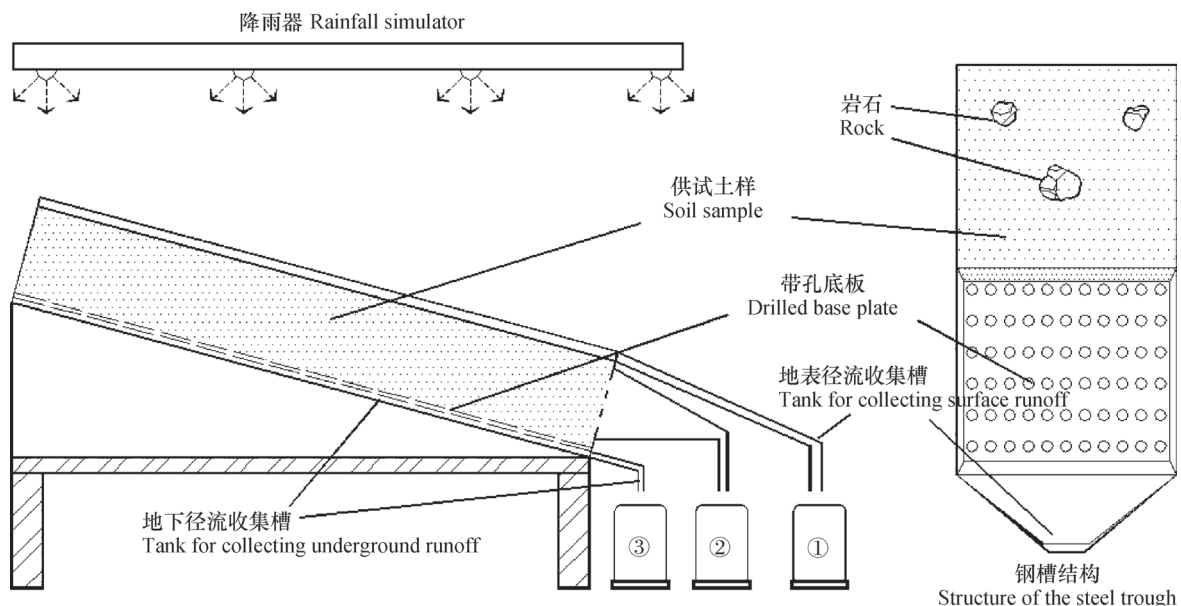 降雨器 Rainfall simulator
岩石
Rock
供试土样
Soil sample
带孔底板
Drilled base plate
地表径流收集槽
Tank for collecting surface runoff
地下径流收集槽
Tank for collecting underground runoff
③
②
①
钢槽结构
Structure of the steel trough